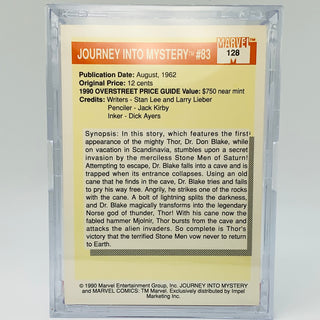 JOURNEY INTO MYSTERY™ #83
MARVEL™
128
Publication Date: August, 1962
Original Price: 12 cents
1990 OVERSTREET PRICE GUIDE Value: $750 near mint
Credits: Writers - Stan Lee and Larry Lieber
Penciler - Jack Kirby
Inker - Dick Ayers
Synopsis: In this story, which features the first
appearance of the mighty Thor, Dr. Don Blake, while
on vacation in Scandinavia, stumbles upon a secret
invasion by the merciless Stone Men of Saturn!
Attempting to escape, Dr. Blake falls into a cave and is
trapped when its entrance collapses. Using an old
cane that he finds in the cave, Dr. Blake tries and fails
to pry his way free. Angrily, he strikes one of the rocks
with the cane. A bolt of lightning splits the darkness,
and Dr. Blake magically transforms into the legendary
Norse god of thunder, Thor! With his cane now the
fabled hammer Mjolnir, Thor bursts from the cave and
attacks the alien invaders. So complete is Thor's
victory that the terrified Stone Men vow never to return
to Earth.
© 1990 Marvel Entertainment Group, Inc. JOURNEY INTO MYSTERY
and MARVEL COMICS: TM Marvel. Exclusively distributed by Impel
Marketing Inc.